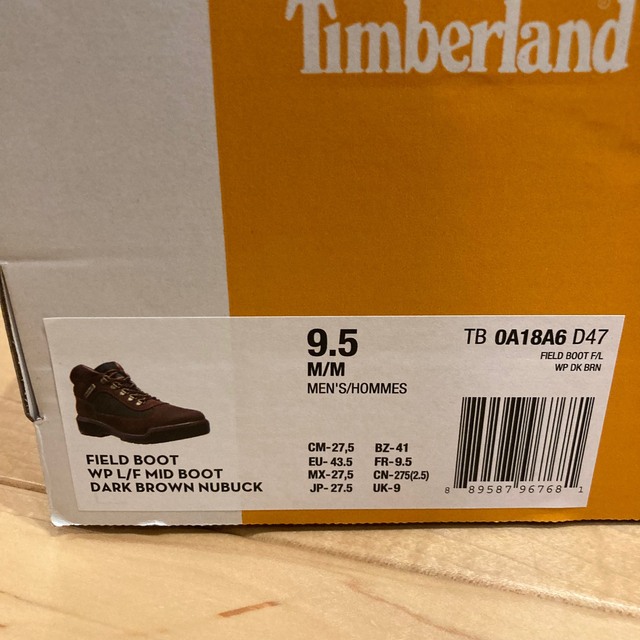 Timberland®
9.5
M/M
MEN'S/HOMMES
TB 0A18A6 D47
FIELD BOOT F/L
WP DK BRN
FIELD BOOT
WP L/F MID BOOT
DARK BROWN NUBUCK
CM-27,5 BZ-41
EU- 43.5 FR-9.5
MX-27,5 CN-275(2.5)
JP-27.5 UK-9
8 89587 96768 1